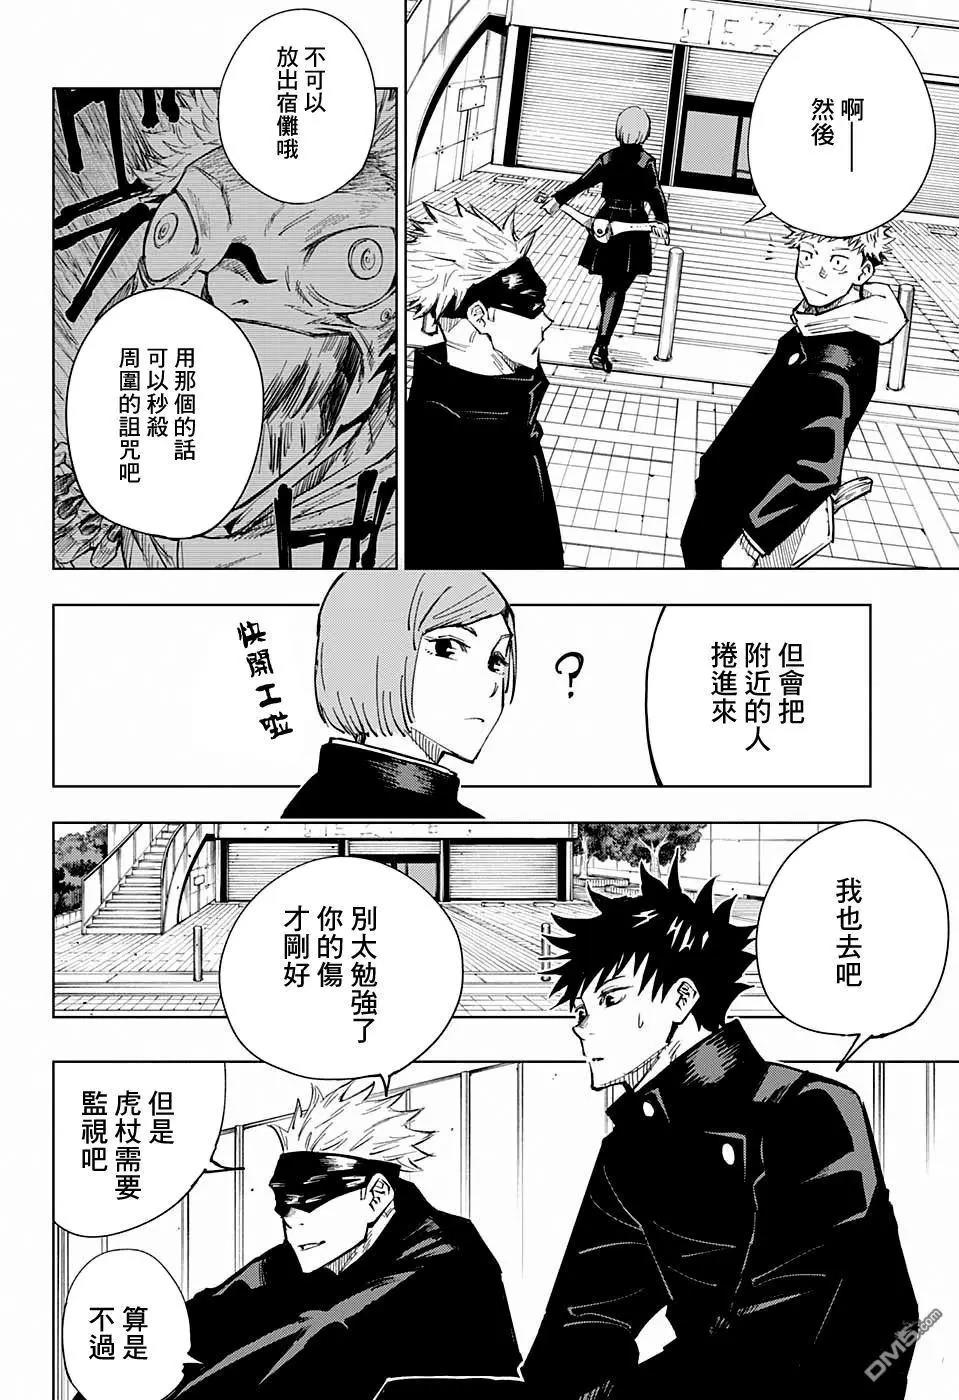 啊——
然後
不可以
放出宿儺哦
用那個的話
可以秒殺
周圍的詛咒吧
但會把
附近的人
捲進來
?
快開工啦
我也去吧
別太勉強了
你的傷
才剛好
但是
虎杖需要
監視吧
算是
不過